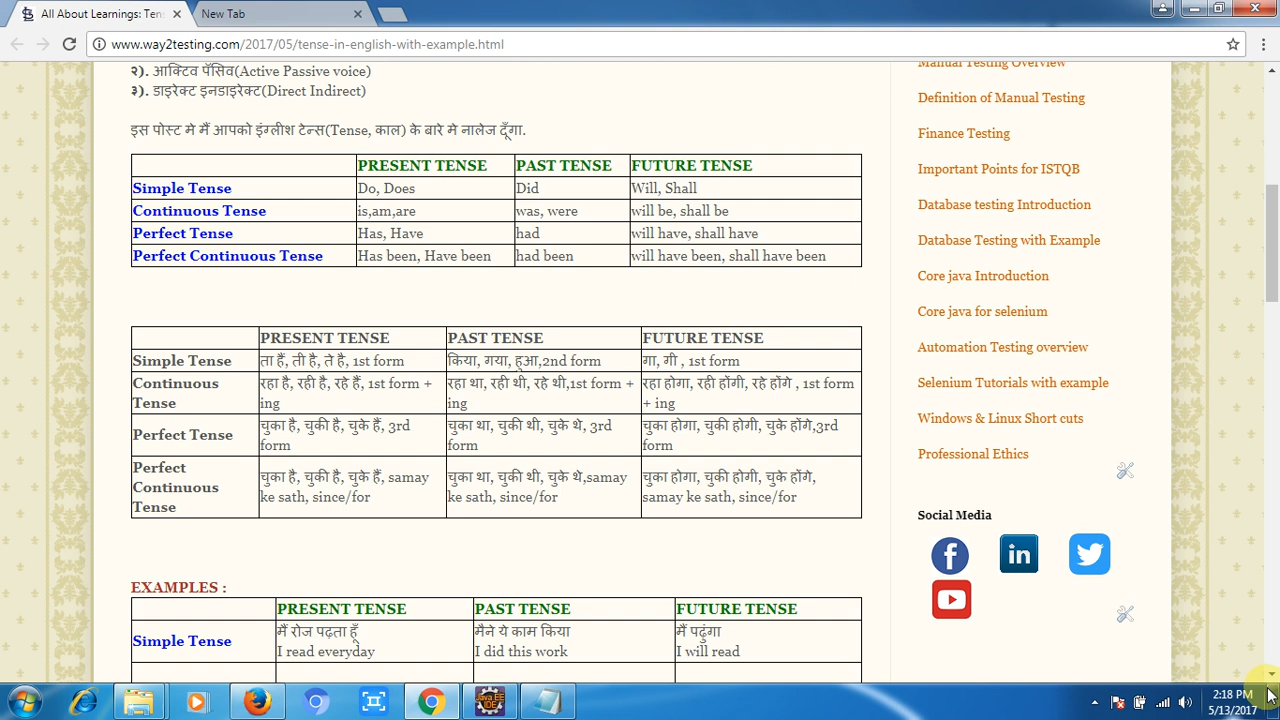 All About Learnings: Tens
New Tab
www.way2testing.com/2017/05/tense-in-english-with-example.html
२). आक्टिव पॅसिव(Active Passive voice)
३). डाइरेक्ट इनडाइरेक्ट(Direct Indirect)
इस पोस्ट मे मैं आपको इंग्लीश टेन्स(Tense, काल) के बारे मे नालेज दूँगा.
PRESENT TENSE PAST TENSE FUTURE TENSE
Simple Tense Do, Does Did Will, Shall
Continuous Tense is,am,are was, were will be, shall be
Perfect Tense Has, Have had will have, shall have
Perfect Continuous Tense Has been, Have been had been will have been, shall have been
PRESENT TENSE PAST TENSE FUTURE TENSE
Simple Tense ता हैं, ती है, ते है, 1st form किया, गया, हुआ,2nd form गा, गी , 1st form
Continuous रहा है, रही है, रहे हैं, 1st form + रहा था, रही थी, रहे थी,1st form + रहा होगा, रही होंगी, रहे होंगे , 1st form
Tense ing ing + ing
Perfect Tense चुका है, चुकी है, चुके हैं, 3rd चुका था, चुकी थी, चुके थे, 3rd चुका होगा, चुकी होगी, चुके होंगे,3rd
form form form
Perfect
Continuous चुका है, चुकी है, चुके हैं, samay चुका था, चुकी थी, चुके थे,samay चुका होगा, चुकी होगी, चुके होंगे,
Tense ke sath, since/for ke sath, since/for samay ke sath, since/for
EXAMPLES :
PRESENT TENSE PAST TENSE FUTURE TENSE
Simple Tense मैं रोज पढ़ता हूँ मैने ये काम किया मैं पढ़ुंगा
I read everyday I did this work I will read
Manual Testing Overview
Definition of Manual Testing
Finance Testing
Important Points for ISTQB
Database testing Introduction
Database Testing with Example
Core java Introduction
Core java for selenium
Automation Testing overview
Selenium Tutorials with example
Windows & Linux Short cuts
Professional Ethics
Social Media
f
in
Java EE
IDE
2:18 PM
5/13/2017